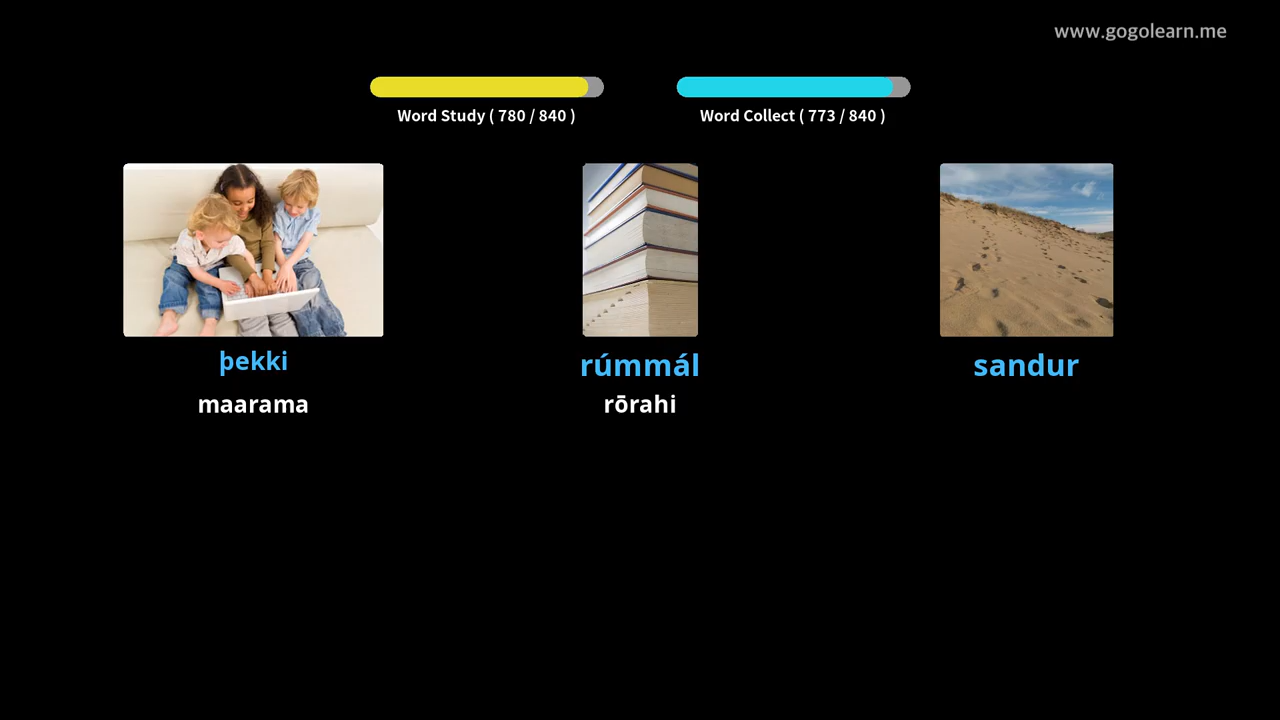 www.gogolearn.me
Word Study ( 780 / 840 )
Word Collect ( 773 / 840 )
þekki
rúmmál
sandur
maarama
rōrahi